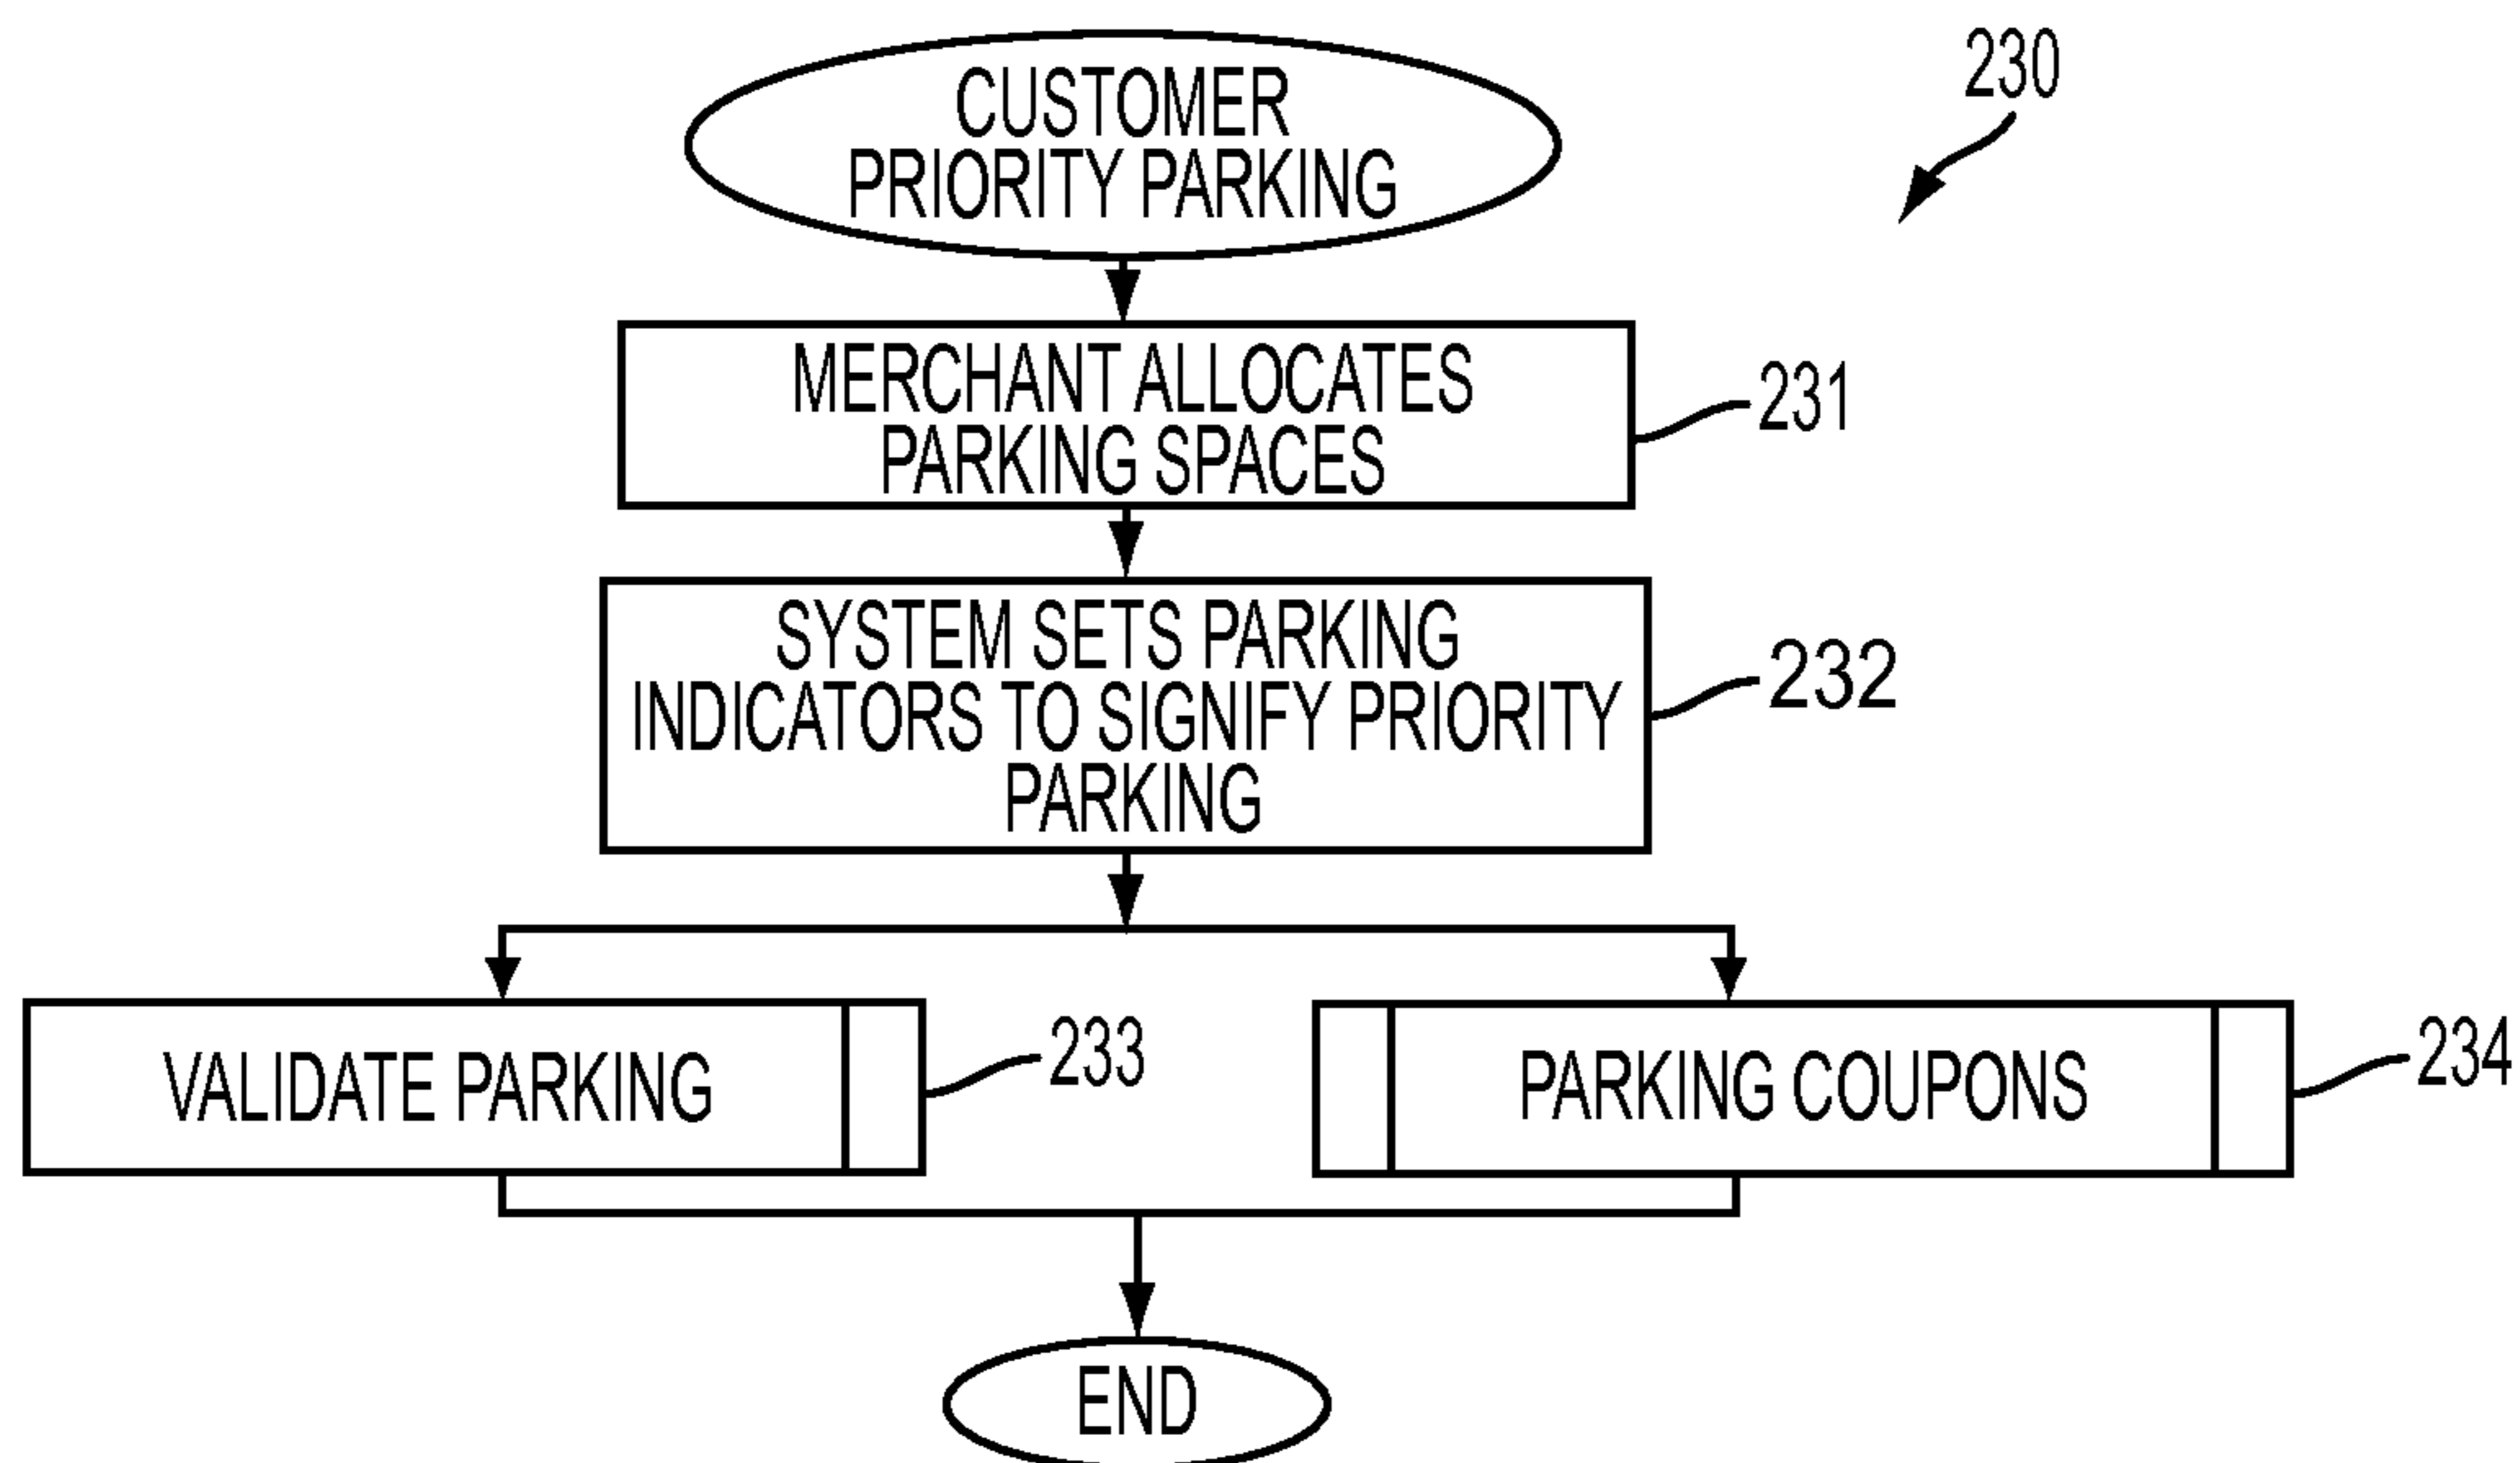 CUSTOMER
PRIORITY PARKING
230
MERCHANT ALLOCATES
PARKING SPACES
231
SYSTEM SETS PARKING
INDICATORS TO SIGNIFY PRIORITY
PARKING
232
VALIDATE PARKING
233
PARKING COUPONS
234
END